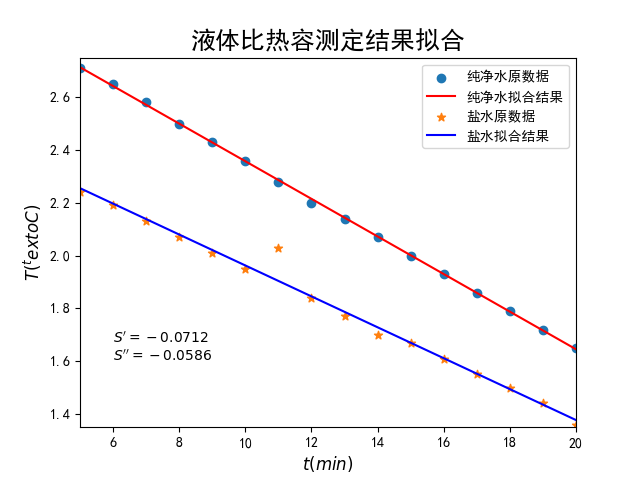 液体比热容测定结果拟合
纯净水原数据
纯净水拟合结果
盐水原数据
盐水拟合结果
T(^textoC)
2.6
2.4
2.2
2.0
1.8
1.6
1.4
S' = −0.0712
S'' = −0.0586
6 8 10 12 14 16 18 20
t(min)